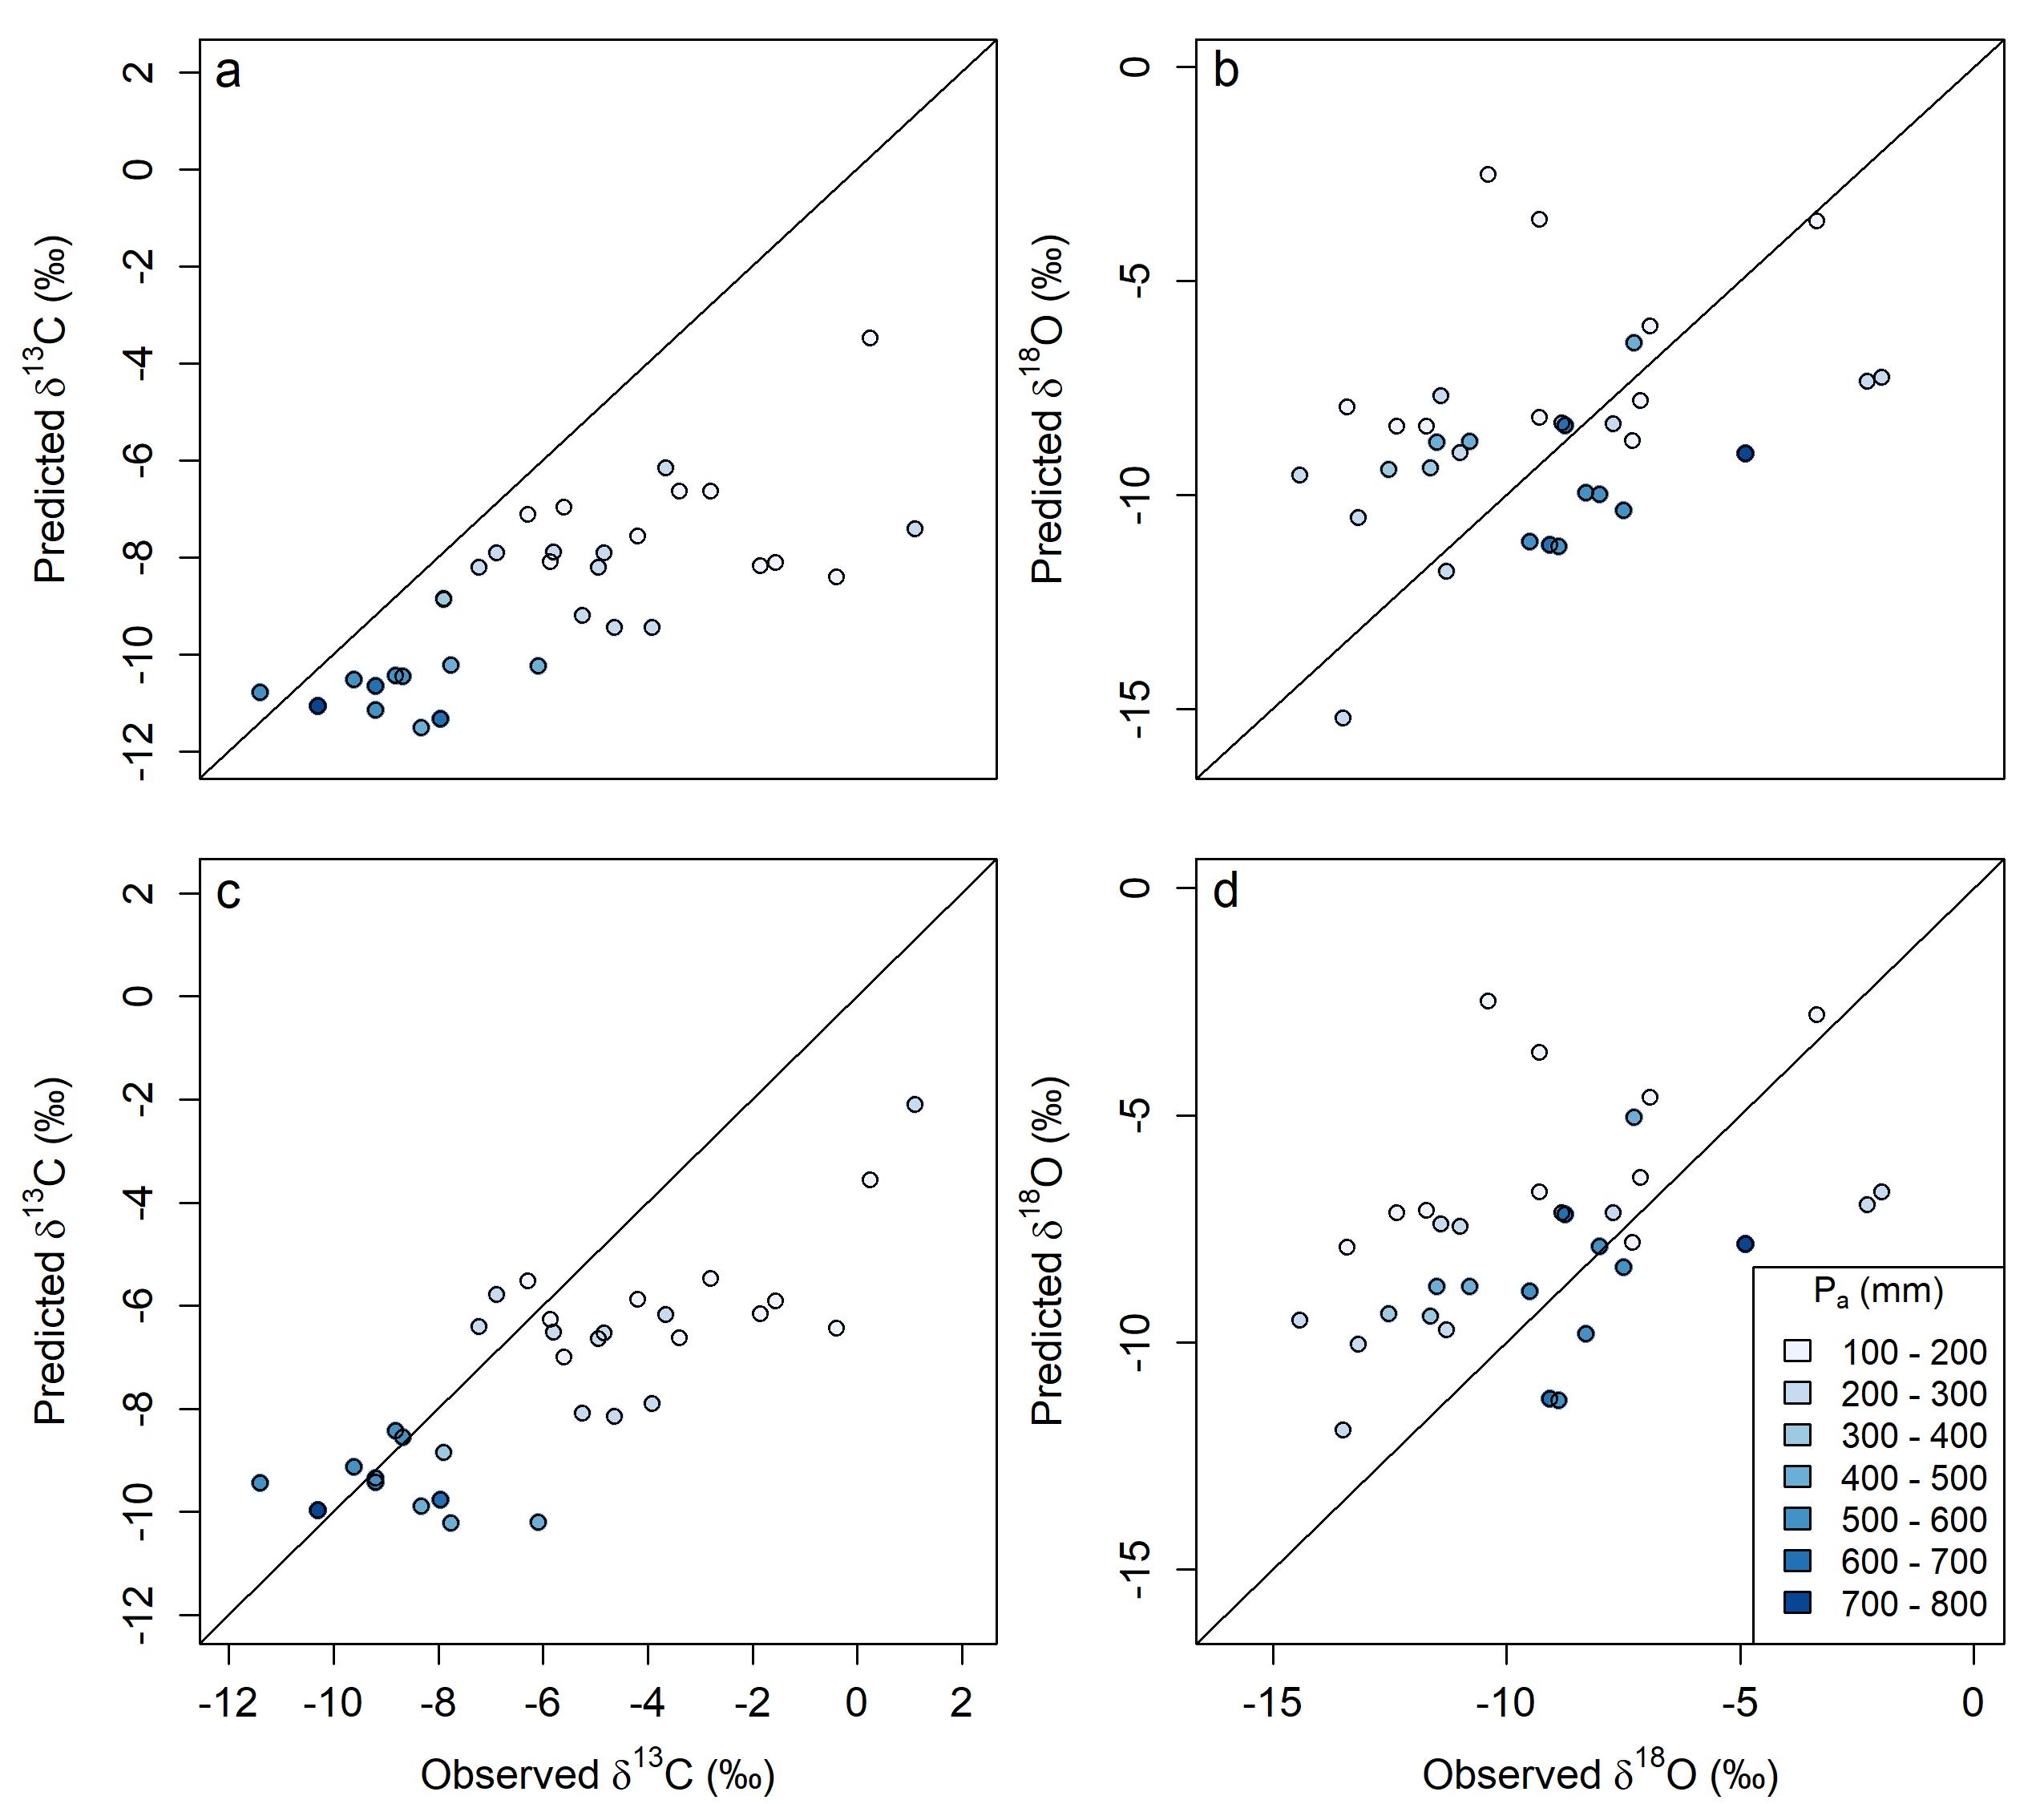 a
2
0
-2
-4
-6
-8
-10
-12
Predicted δ13C (‰)
b
0
-5
-10
-15
Predicted δ18O (‰)
c
2
0
-2
-4
-6
-8
-10
-12
Predicted δ13C (‰)
-12 -10 -8 -6 -4 -2 0 2
Observed δ13C (‰)
d
0
-5
-10
-15
Predicted δ18O (‰)
Pa (mm)
100 - 200
200 - 300
300 - 400
400 - 500
500 - 600
600 - 700
700 - 800
-15 -10 -5 0
Observed δ18O (‰)